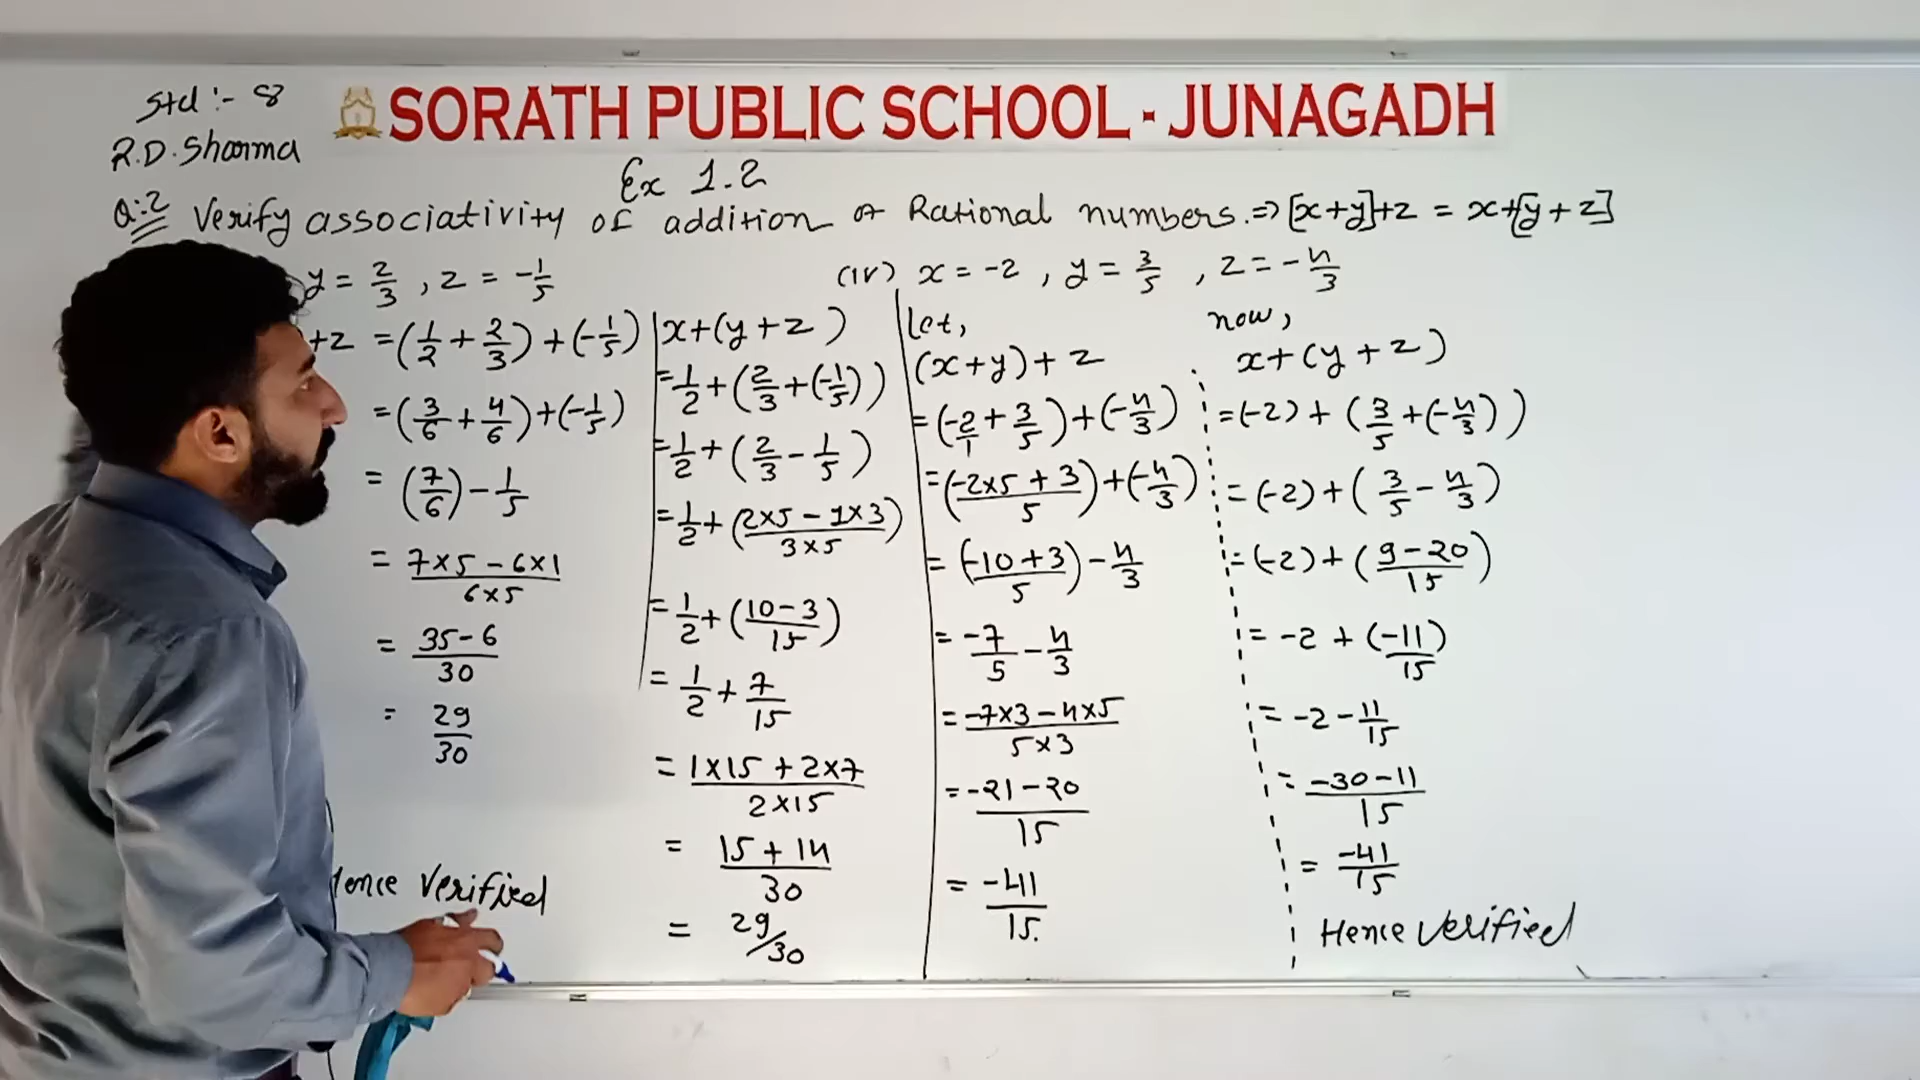 Std :- 8
SORATH PUBLIC SCHOOL - JUNAGADH
R.D. Sharma
Ex 1.2
Q:2 Verify associativity of addition of Rational numbers. ⇒ [x+y]+z = x+[y+z]
y = 2/3 , z = -1/5
+z = (1/2 + 2/3) + (-1/5)
= (3/6 + 4/6) + (-1/5)
= (7/6) - 1/5
= (7×5 - 6×1)/(6×5)
= (35-6)/30
= 29/30
Hence Verified
x+(y+z)
= 1/2 + (2/3 + (-1/5))
= 1/2 + (2/3 - 1/5)
= 1/2 + ((2×5 - 1×3)/(3×5))
= 1/2 + ((10-3)/15)
= 1/2 + 7/15
= (1×15 + 2×7)/(2×15)
= (15+14)/30
= 29/30
(iv) x = -2 , y = 3/5 , z = -4/3
Let,
(x+y)+z
= (-2/1 + 3/5) + (-4/3)
= ((-2×5 + 3)/5) + (-4/3)
= ((-10+3)/5) - 4/3
= -7/5 - 4/3
= (-7×3 - 4×5)/(5×3)
= (-21-20)/15
= -41/15.
now,
x+(y+z)
= (-2) + (3/5 + (-4/3))
= (-2) + (3/5 - 4/3)
= (-2) + ((9-20)/15)
= -2 + (-11/15)
= -2 - 11/15
= (-30-11)/15
= -41/15
Hence verified